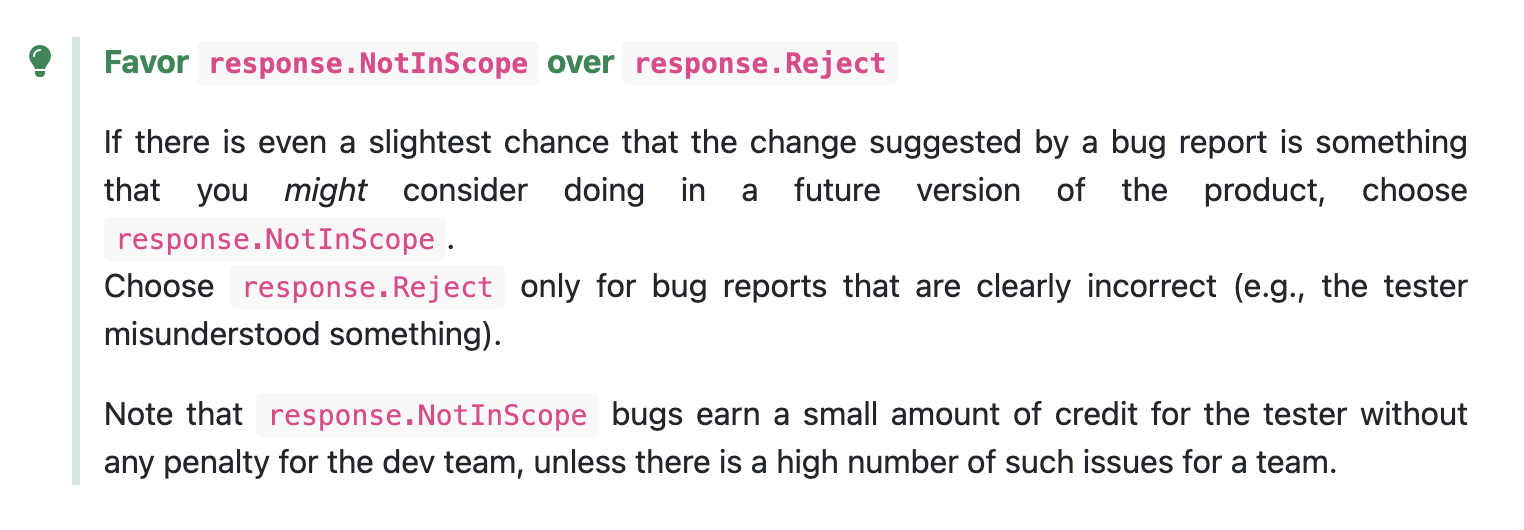 Favor response.NotInScope over response.Reject
If there is even a slightest chance that the change suggested by a bug report is something
that you might consider doing in a future version of the product, choose
response.NotInScope.
Choose response.Reject only for bug reports that are clearly incorrect (e.g., the tester
misunderstood something).
Note that response.NotInScope bugs earn a small amount of credit for the tester without
any penalty for the dev team, unless there is a high number of such issues for a team.